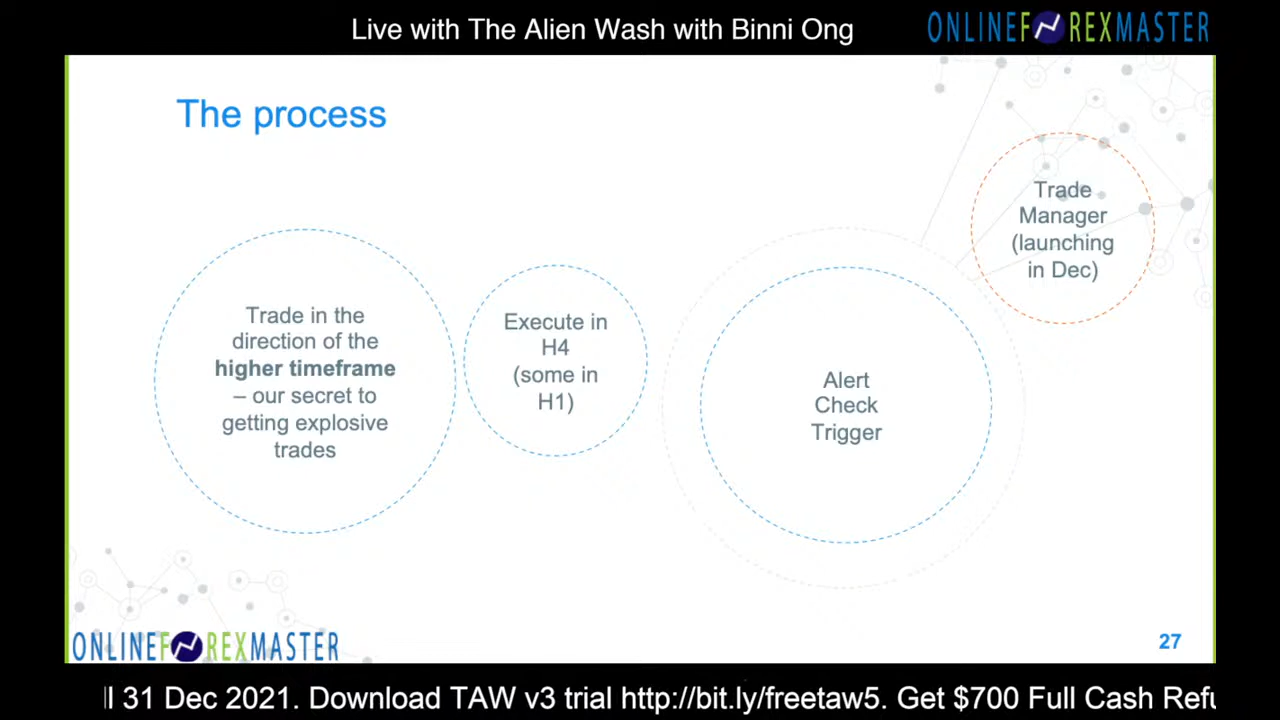 Live with The Alien Wash with Binni Ong
ONLINEFOREXMASTER
The process
Trade
Manager
(launching
in Dec)
Trade in the
direction of the
higher timeframe
– our secret to
getting explosive
trades
Execute in
H4
(some in
H1)
Alert
Check
Trigger
ONLINEFOREXMASTER
27
31 Dec 2021. Download TAW v3 trial http://bit.ly/freetaw5. Get $700 Full Cash